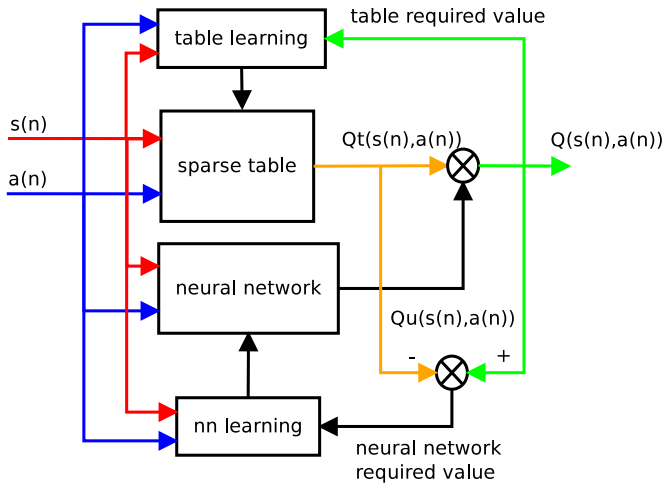 table required value
table learning
s(n)
Qt(s(n),a(n))
Q(s(n),a(n))
sparse table
a(n)
neural network
Qu(s(n),a(n))
- +
nn learning
neural network
required value